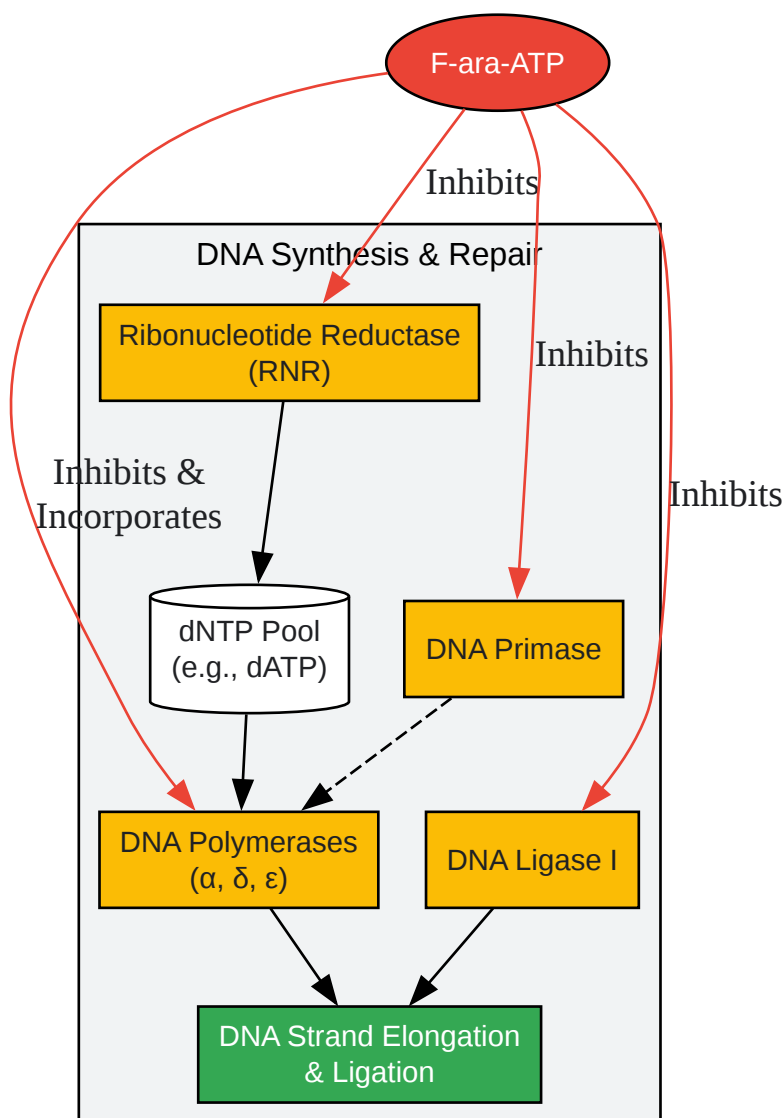 F-ara-ATP
Inhibits
DNA Synthesis & Repair
Ribonucleotide Reductase
(RNR)
Inhibits
Inhibits &
Incorporates
Inhibits
dNTP Pool
(e.g., dATP)
DNA Primase
DNA Polymerases
(α, δ, ε)
DNA Ligase I
DNA Strand Elongation
& Ligation